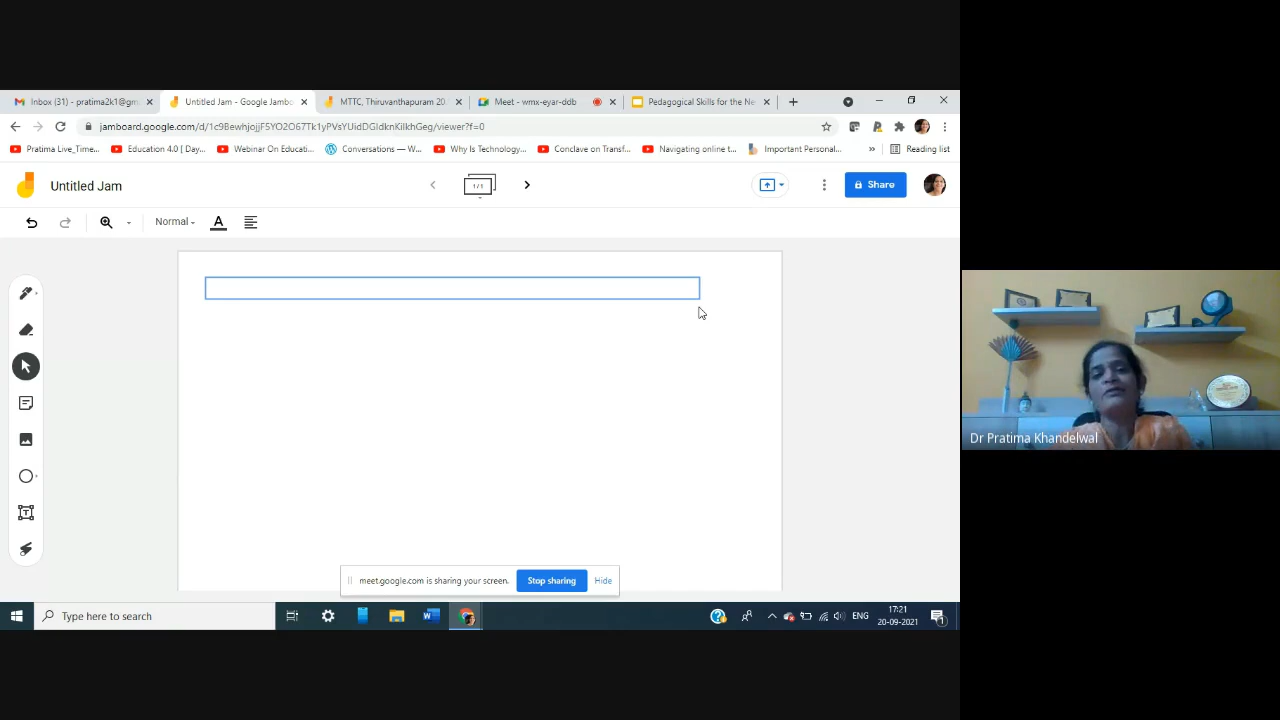 Inbox (31) - pratima2k1@gm
Untitled Jam - Google Jambo
MTTC, Thiruvanthapuram 20
Meet - wmx-eyar-ddb
Pedagogical Skills for the Ne
jamboard.google.com/d/
Pratima Live_Time...
Education 4.0 [ Day...
Webinar On Educati...
Conversations — W...
Why Is Technology...
Conclave on Transf...
Navigating online t...
Important Personal...
»
Reading list
Untitled Jam
1/1
Share
Normal
A
T
Dr Pratima Khandelwal
meet.google.com is sharing your screen.
Stop sharing
Hide
Type here to search
W
ENG
17:21
20-09-2021
1